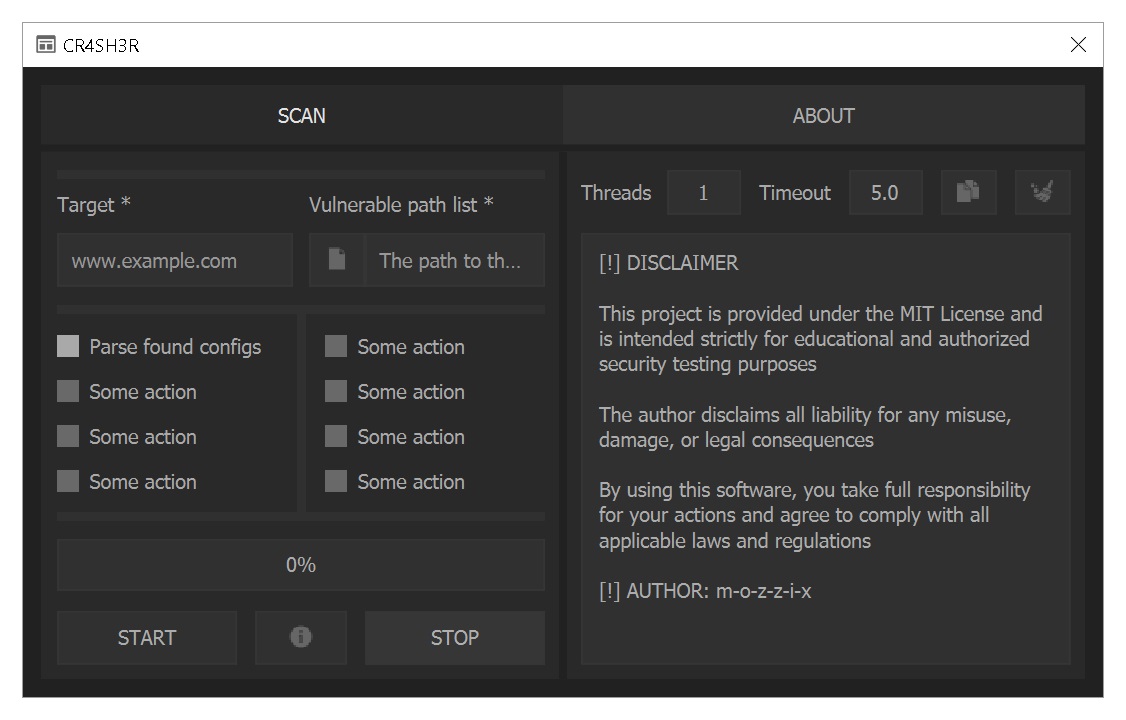 CR4SH3R
SCAN
ABOUT
Target *
Vulnerable path list *
www.example.com
The path to th...
Parse found configs
Some action
Some action
Some action
Some action
Some action
Some action
Some action
0%
START
STOP
Threads
1
Timeout
5.0
[!] DISCLAIMER
This project is provided under the MIT License and
is intended strictly for educational and authorized
security testing purposes
The author disclaims all liability for any misuse,
damage, or legal consequences
By using this software, you take full responsibility
for your actions and agree to comply with all
applicable laws and regulations
[!] AUTHOR: m-o-z-z-i-x